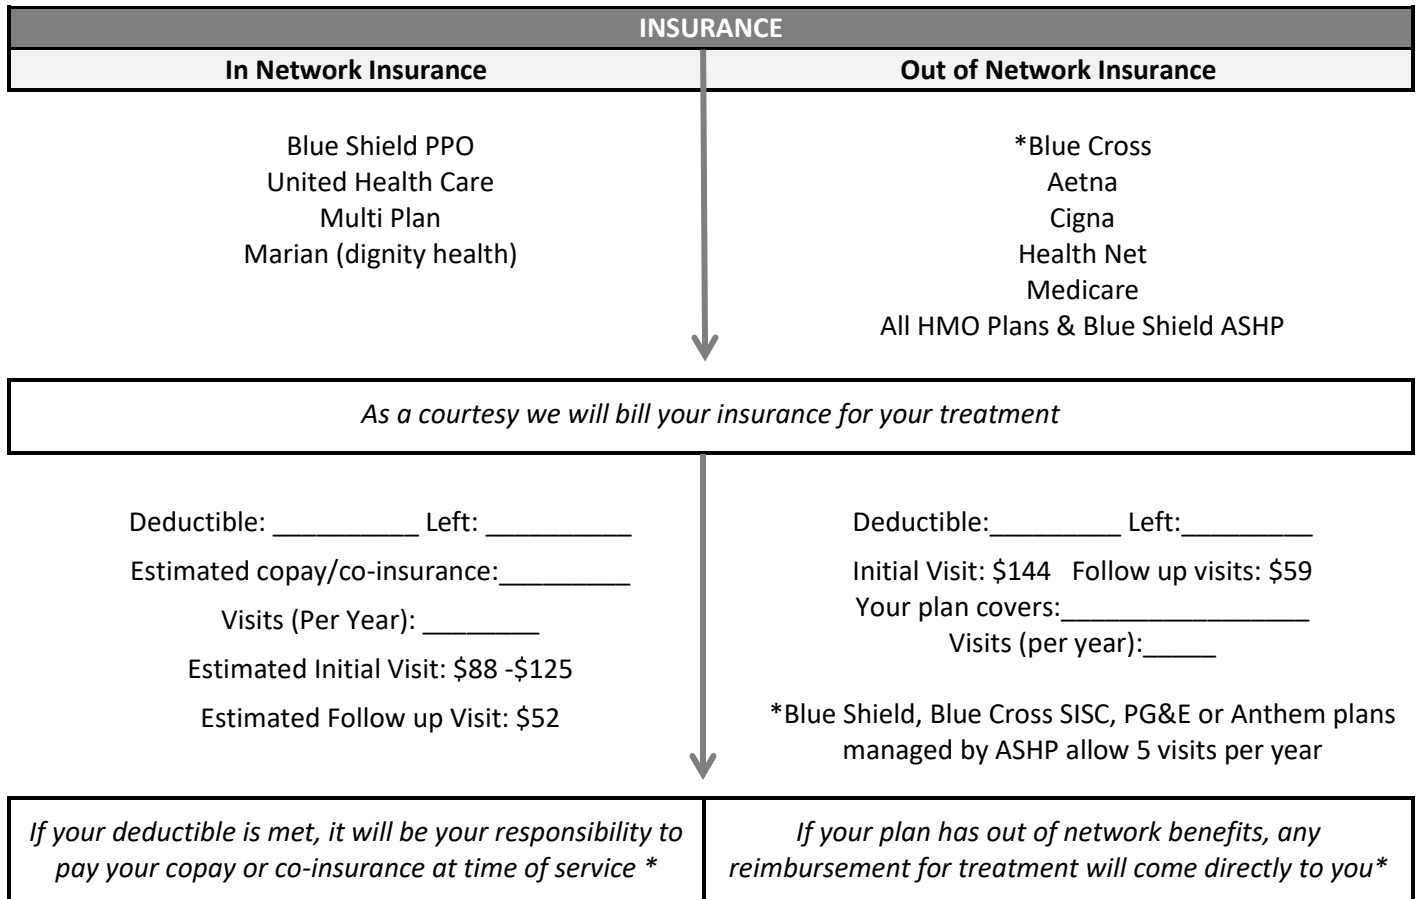 INSURANCE
In Network Insurance
Out of Network Insurance
Blue Shield PPO
United Health Care
Multi Plan
Marian (dignity health)
*Blue Cross
Aetna
Cigna
Health Net
Medicare
All HMO Plans & Blue Shield ASHP
As a courtesy we will bill your insurance for your treatment
Deductible: __________ Left: __________
Estimated copay/co-insurance:_________
Visits (Per Year): ________
Estimated Initial Visit: $88 -$125
Estimated Follow up Visit: $52
Deductible:_________ Left:_________
Initial Visit: $144   Follow up visits: $59
Your plan covers:_________________
Visits (per year):_____
*Blue Shield, Blue Cross SISC, PG&E or Anthem plans
managed by ASHP allow 5 visits per year
If your deductible is met, it will be your responsibility to
pay your copay or co-insurance at time of service *
If your plan has out of network benefits, any
reimbursement for treatment will come directly to you*